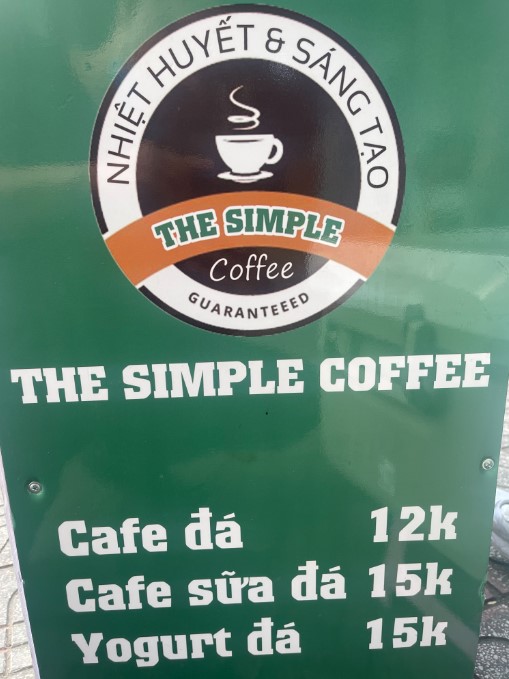 NHIỆT HUYẾT & SÁNG TẠO
THE SIMPLE
Coffee
GUARANTEEED
THE SIMPLE COFFEE
Cafe đá 12k
Cafe sữa đá 15k
Yogurt đá 15k